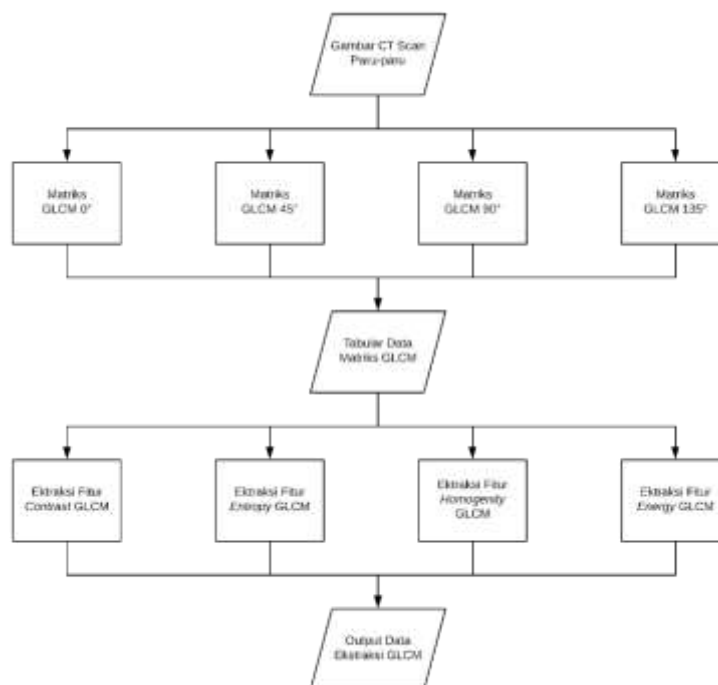 Gambar CT Scan
Paru-paru
Matriks
GLCM 0°
Matriks
GLCM 45°
Matriks
GLCM 90°
Matriks
GLCM 135°
Tabular Data
Matriks GLCM
Ektraksi Fitur
Contrast GLCM
Ektraksi Fitur
Entropy GLCM
Ektraksi Fitur
Homogenity
GLCM
Ektraksi Fitur
Energy GLCM
Output Data
Ekstraksi GLCM